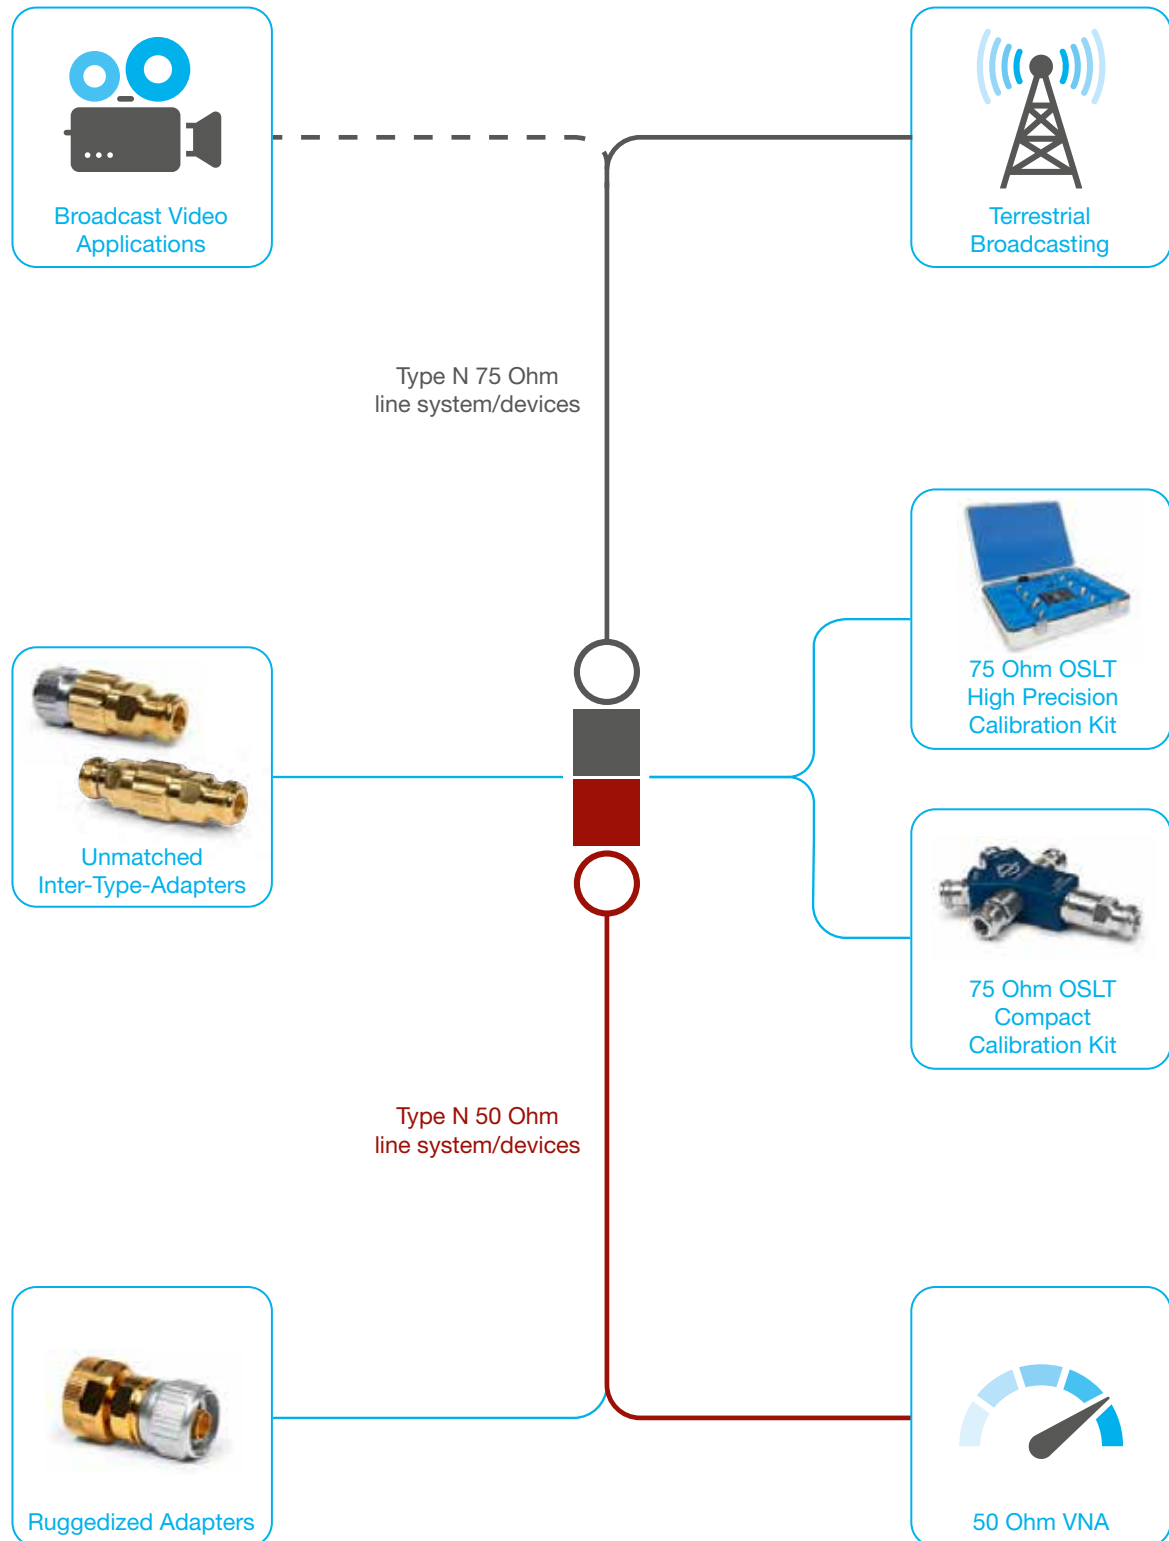 Broadcast Video
Applications
Terrestrial
Broadcasting
Type N 75 Ohm
line system/devices
75 Ohm OSLT
High Precision
Calibration Kit
Unmatched
Inter-Type-Adapters
75 Ohm OSLT
Compact
Calibration Kit
Type N 50 Ohm
line system/devices
Ruggedized Adapters
50 Ohm VNA